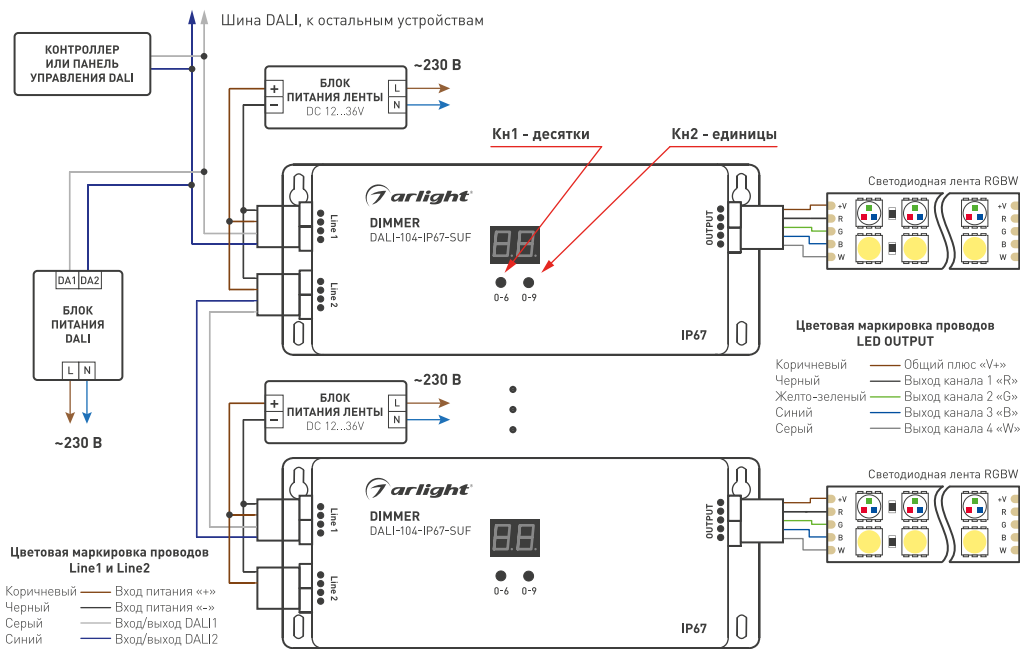 Шина DALI, к остальным устройствам
КОНТРОЛЛЕР
ИЛИ ПАНЕЛЬ
УПРАВЛЕНИЯ DALI
~230 В
+
–
БЛОК
ПИТАНИЯ ЛЕНТЫ
DC 12...36V
L
N
Кн1 - десятки
Кн2 - единицы
Line 1
Line 2
arlight
DIMMER
DALI-104-IP67-SUF
0-6 0-9
IP67
OUTPUT
Светодиодная лента RGBW
+V
R
G
B
W
DA1 DA2
БЛОК
ПИТАНИЯ
DALI
L N
~230 В
Цветовая маркировка проводов
LED OUTPUT
Коричневый Общий плюс «V+»
Черный Выход канала 1 «R»
Желто-зеленый Выход канала 2 «G»
Синий Выход канала 3 «B»
Серый Выход канала 4 «W»
~230 В
+
–
БЛОК
ПИТАНИЯ ЛЕНТЫ
DC 12...36V
L
N
Line 1
Line 2
arlight
DIMMER
DALI-104-IP67-SUF
0-6 0-9
IP67
OUTPUT
Светодиодная лента RGBW
+V
R
G
B
W
Цветовая маркировка проводов
Line1 и Line2
Коричневый Вход питания «+»
Черный Вход питания «-»
Серый Вход/выход DALI1
Синий Вход/выход DALI2